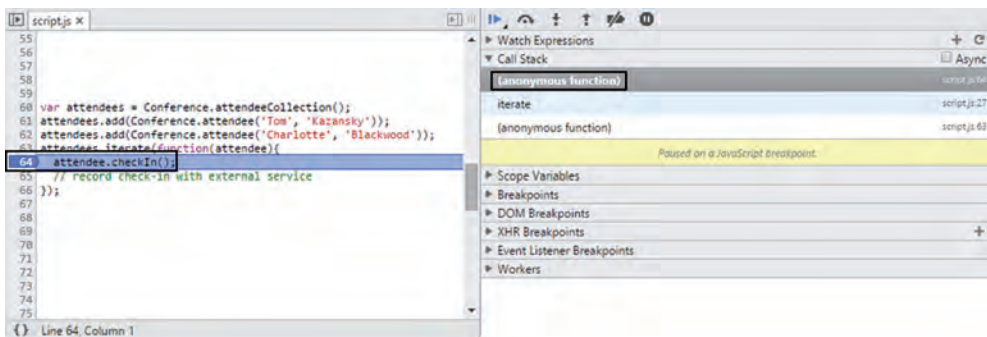 script.js ×
55
56
57
58
59
60 var attendees = Conference.attendeeCollection();
61 attendees.add(Conference.attendee('Tom', 'Kazansky'));
62 attendees.add(Conference.attendee('Charlotte', 'Blackwood'));
63 attendees.iterate(function(attendee){
64 attendee.checkIn();
65 // record check-in with external service
66 });
67
68
69
70
71
72
73
74
75
{} Line 64, Column 1
Watch Expressions
Call Stack
Async
(anonymous function) script.js:64
iterate script.js:27
(anonymous function) script.js:63
Paused on a JavaScript breakpoint.
Scope Variables
Breakpoints
DOM Breakpoints
XHR Breakpoints
Event Listener Breakpoints
Workers